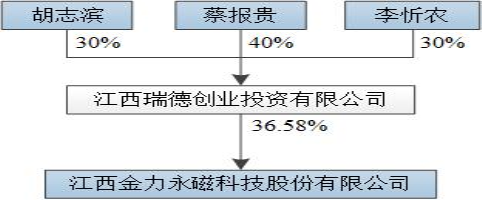 胡志滨 蔡报贵 李忻农
30% 40% 30%
江西瑞德创业投资有限公司
36.58%
江西金力永磁科技股份有限公司